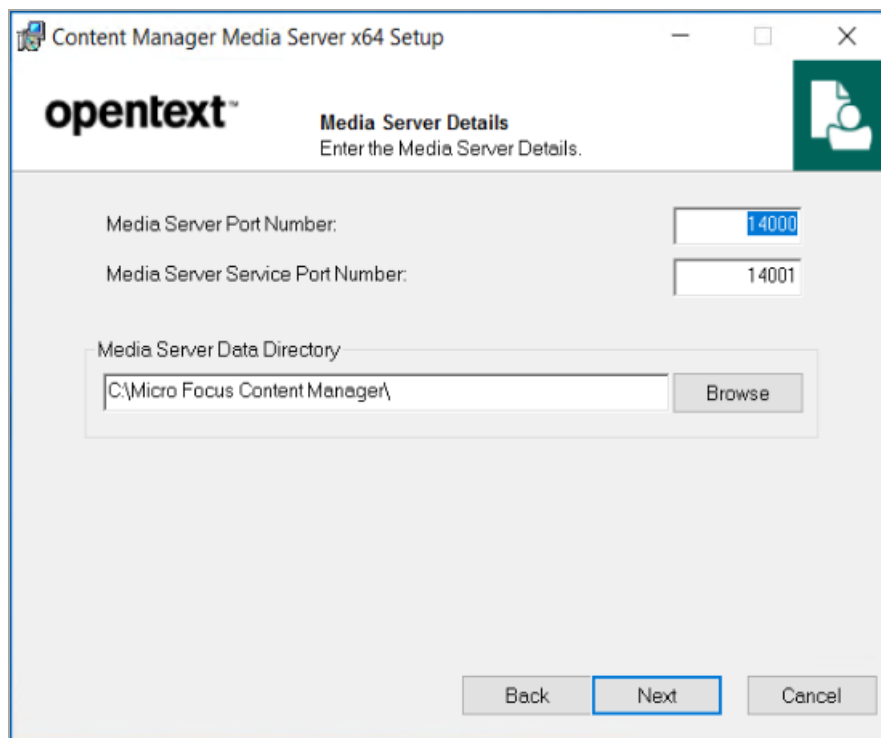 Content Manager Media Server x64 Setup
opentext™
Media Server Details
Enter the Media Server Details.
Media Server Port Number:
14000
Media Server Service Port Number:
14001
Media Server Data Directory
C:\Micro Focus Content Manager\
Browse
Back
Next
Cancel